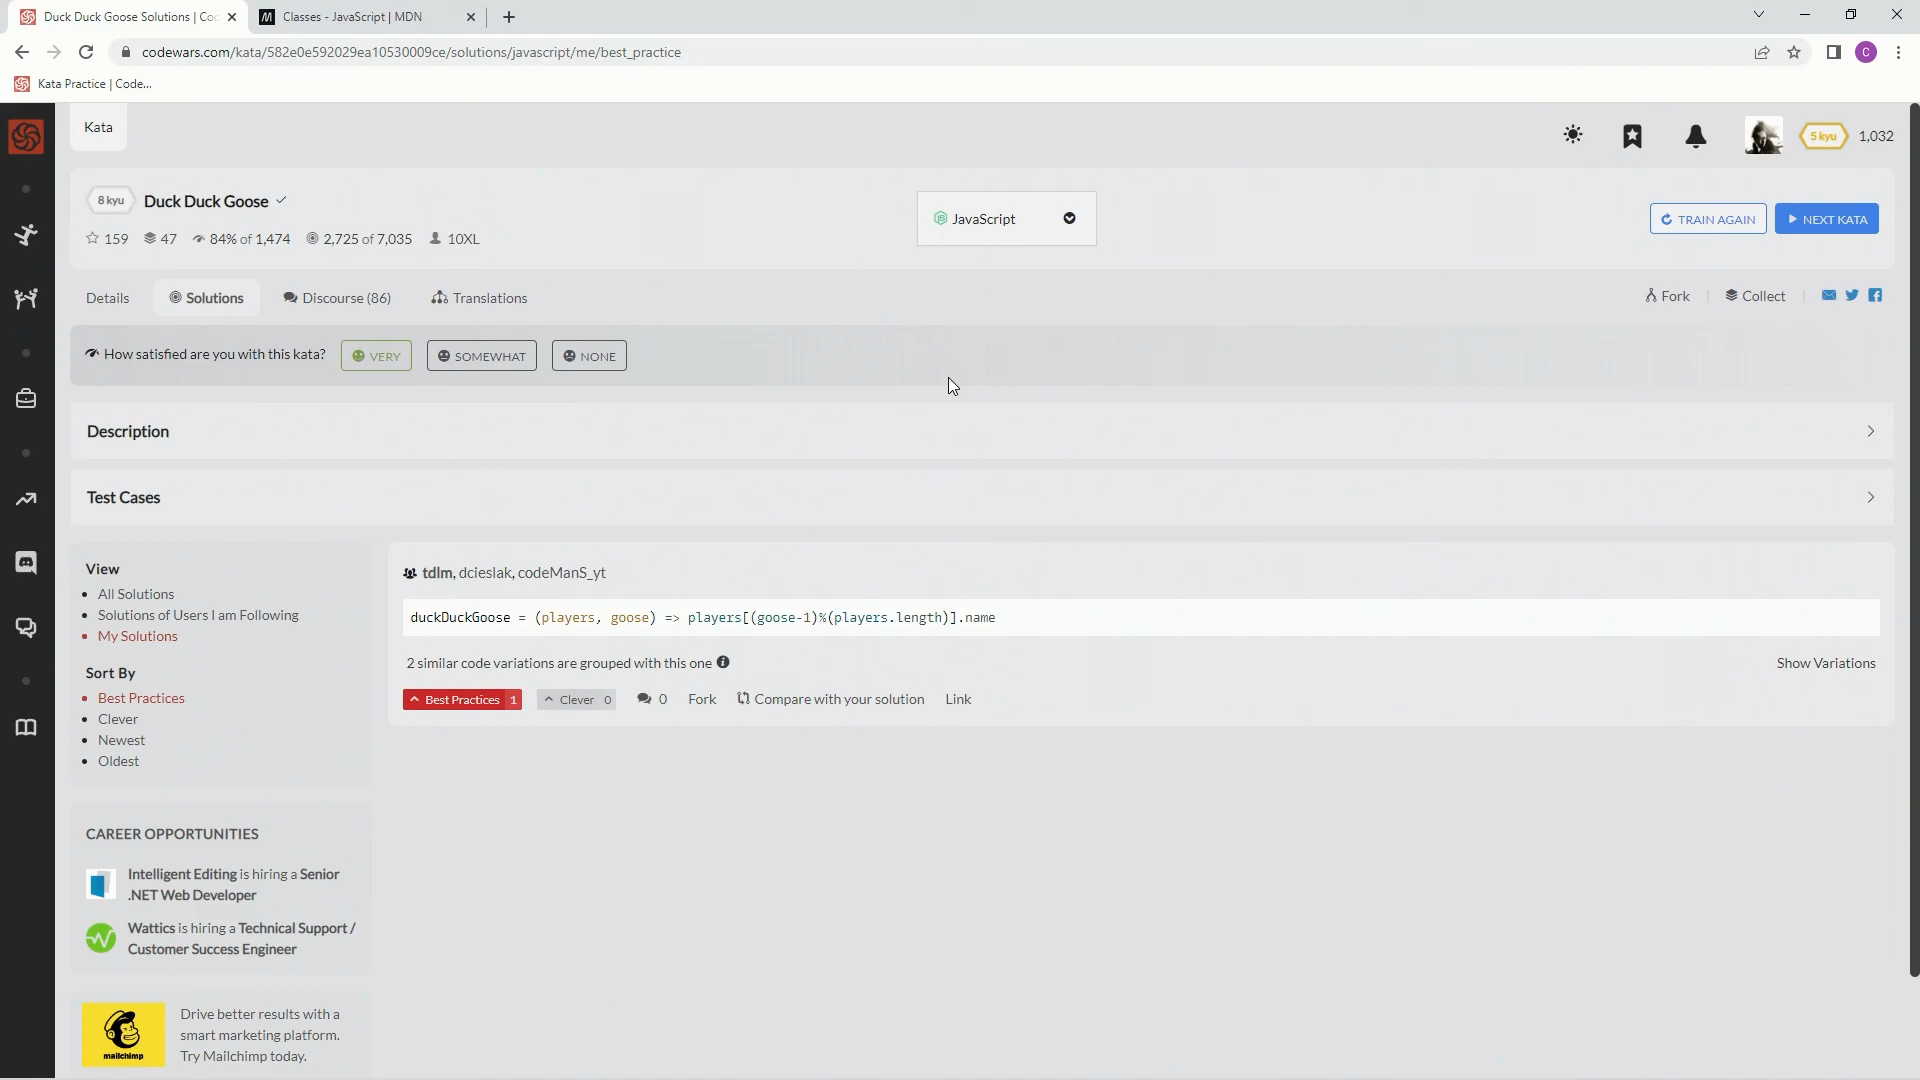 Duck Duck Goose Solutions | Coc
Classes - JavaScript | MDN
codewars.com/kata/582e0e592029ea10530009ce/solutions/javascript/me/best_practice
C
Kata Practice | Code...
Kata
5 kyu
1,032
8 kyu
Duck Duck Goose
JavaScript
TRAIN AGAIN
NEXT KATA
159
47
84% of 1,474
2,725 of 7,035
10XL
Details
Solutions
Discourse (86)
Translations
Fork
Collect
How satisfied are you with this kata?
VERY
SOMEWHAT
NONE
Description
Test Cases
View
All Solutions
Solutions of Users I am Following
My Solutions
Sort By
Best Practices
Clever
Newest
Oldest
tdlm, dcieslak, codeManS_yt
duckDuckGoose = (players, goose) => players[(goose-1)%(players.length)].name
2 similar code variations are grouped with this one
Show Variations
Best Practices 1
Clever 0
0
Fork
Compare with your solution
Link
CAREER OPPORTUNITIES
Intelligent Editing is hiring a Senior
.NET Web Developer
Wattics is hiring a Technical Support /
Customer Success Engineer
mailchimp
Drive better results with a
smart marketing platform.
Try Mailchimp today.